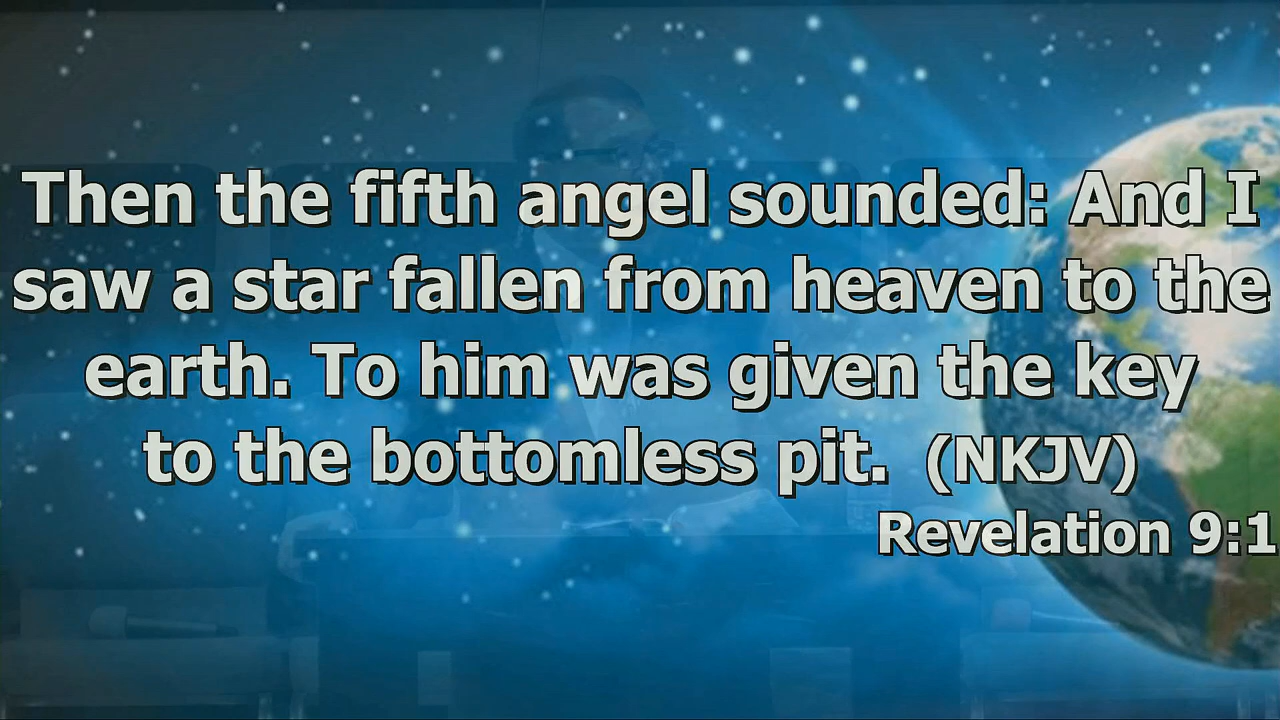 Then the fifth angel sounded: And I
saw a star fallen from heaven to the
earth. To him was given the key
to the bottomless pit. (NKJV)
Revelation 9:1